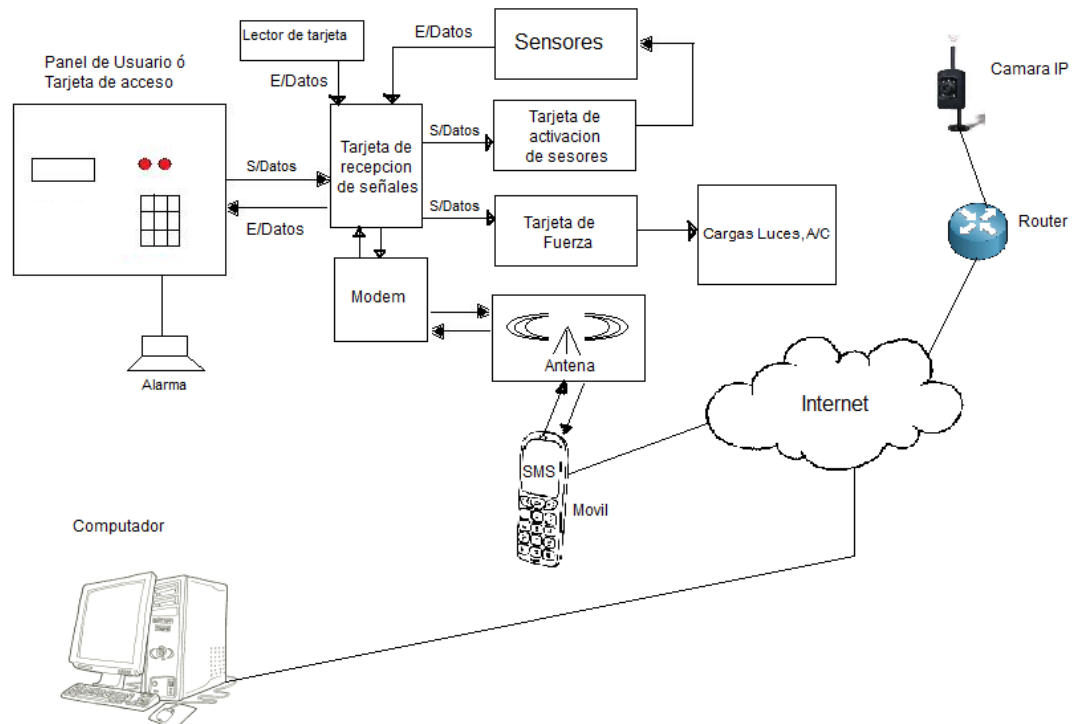 Lector de tarjeta
E/Datos
Sensores
Panel de Usuario ó
Tarjeta de acceso
Camara IP
E/Datos
Tarjeta de
recepcion
de señales
S/Datos
Tarjeta de
activacion
de sesores
S/Datos
E/Datos
S/Datos
Tarjeta de
Fuerza
Cargas Luces, A/C
Router
Modem
Antena
Alarma
Internet
SMS
Movil
Computador